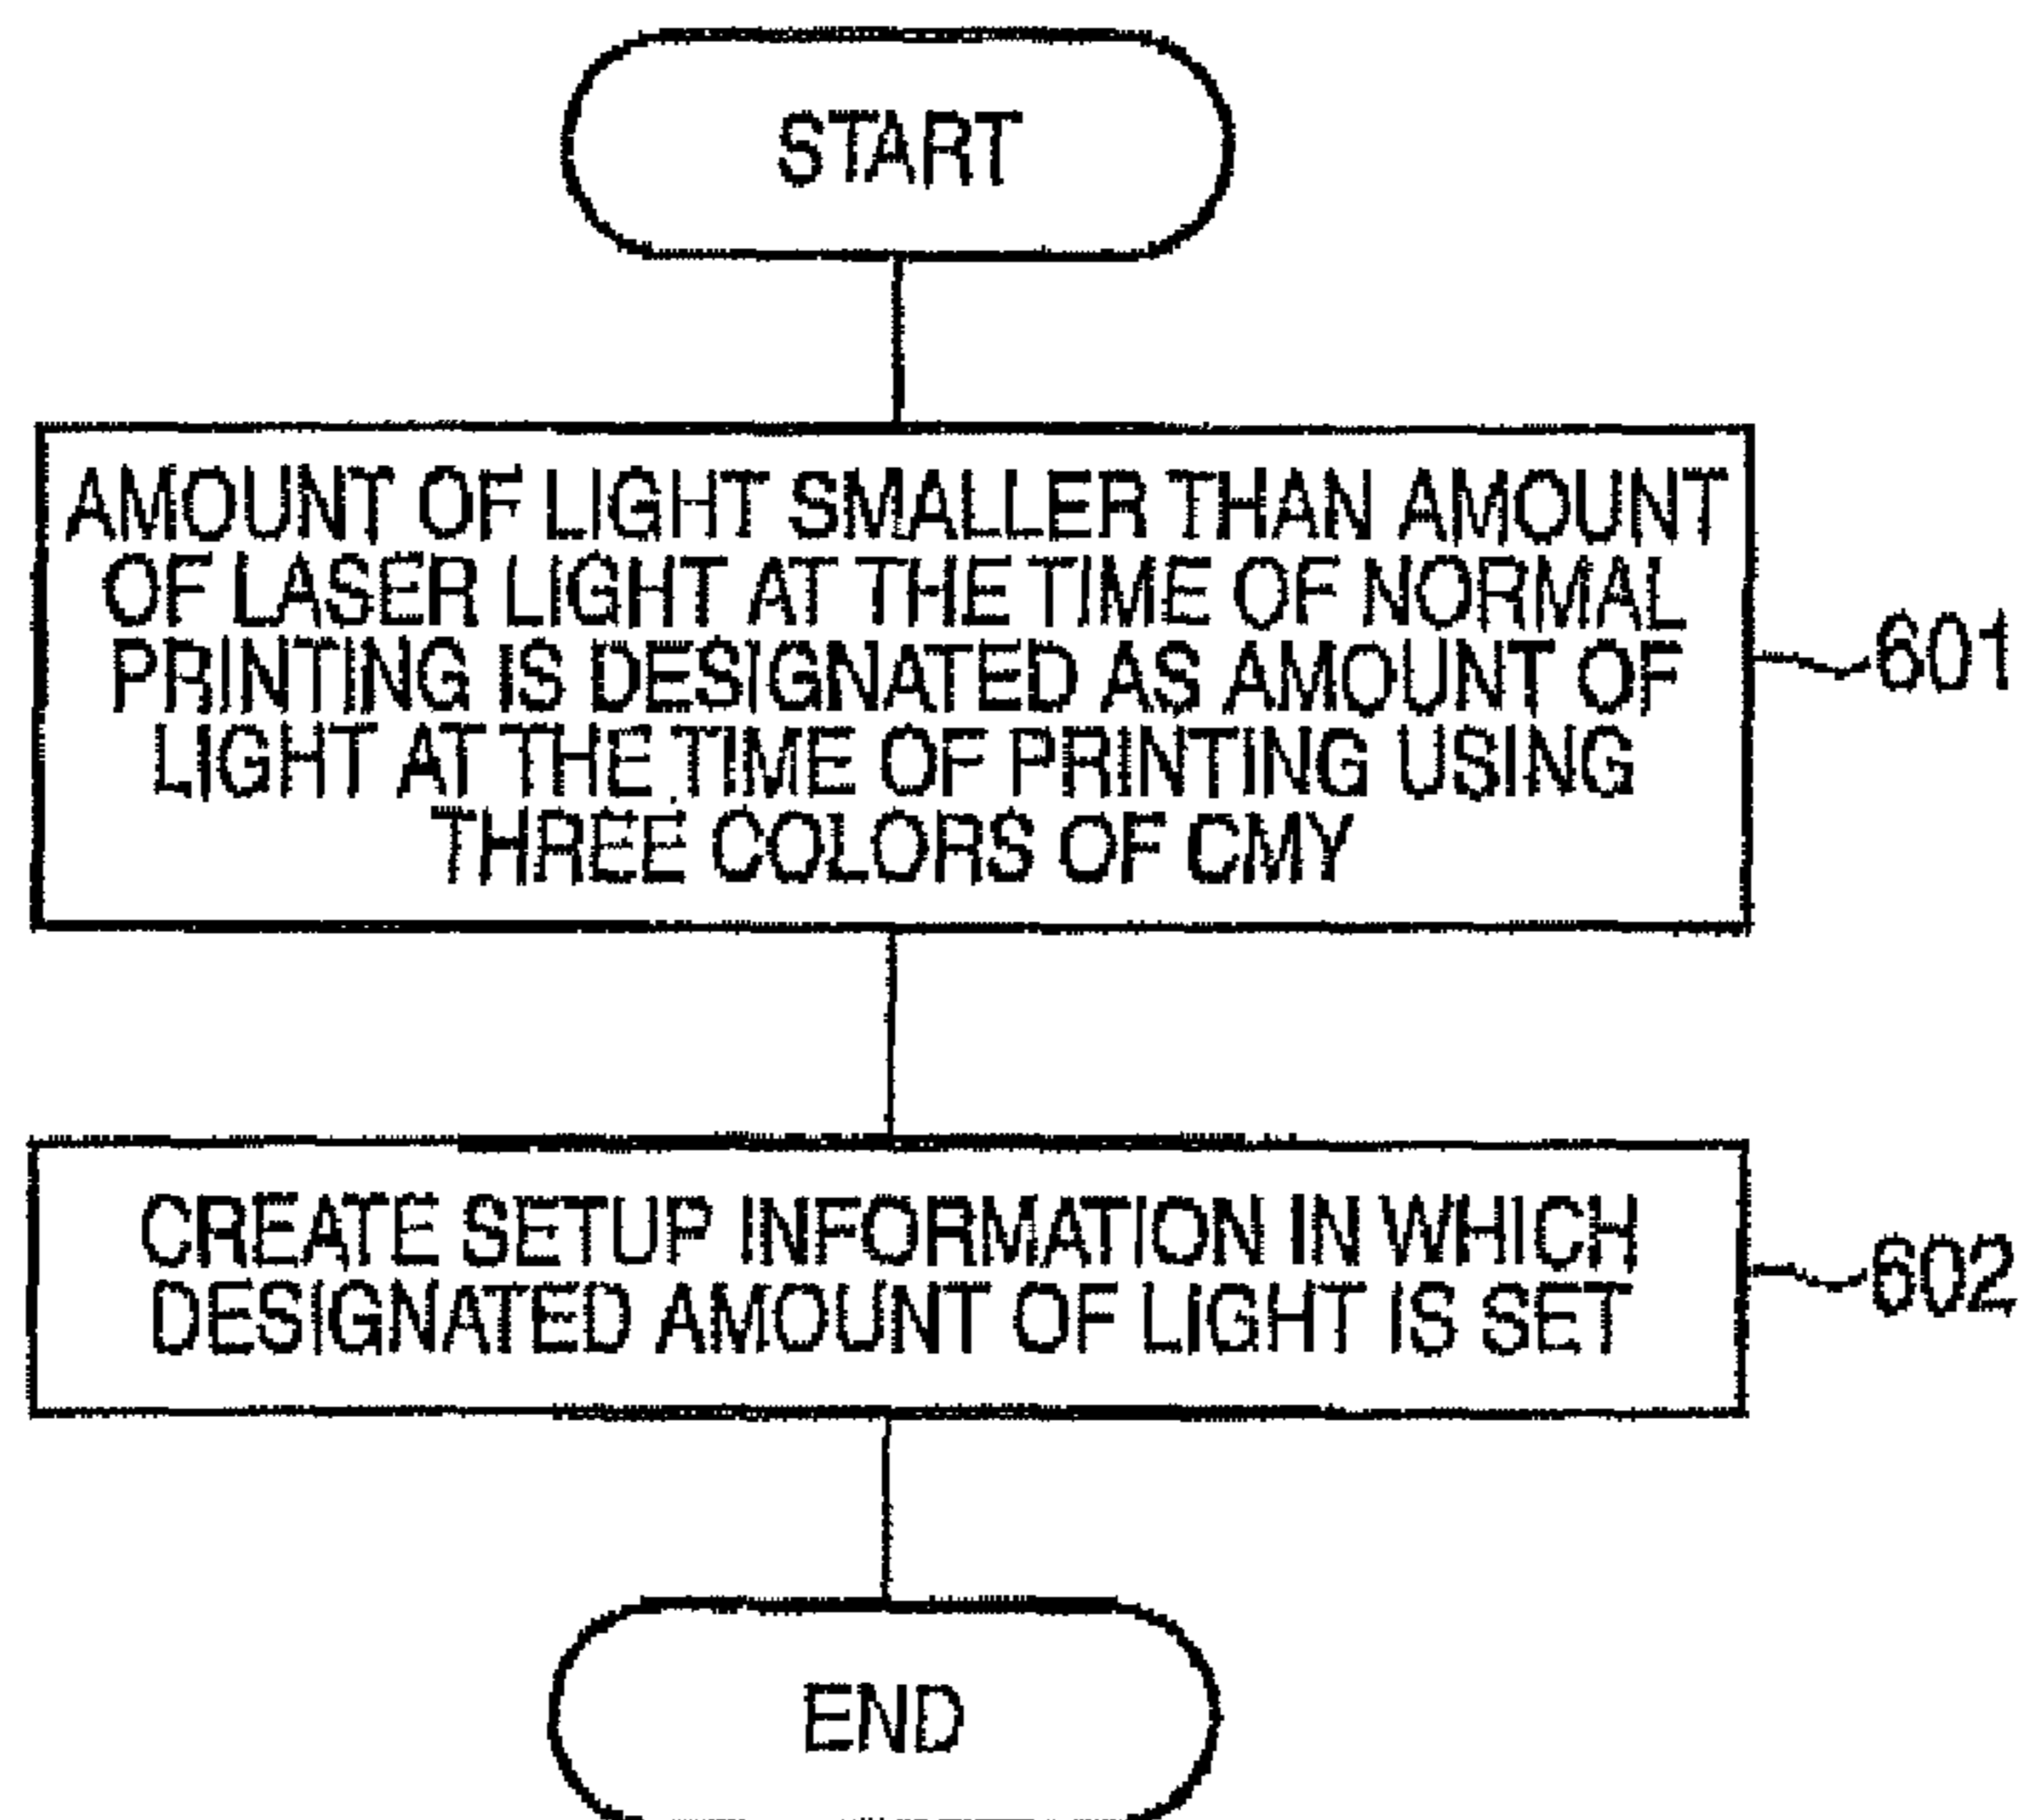 START
AMOUNT OF LIGHT SMALLER THAN AMOUNT
OF LASER LIGHT AT THE TIME OF NORMAL
PRINTING IS DESIGNATED AS AMOUNT OF
LIGHT AT THE TIME OF PRINTING USING
THREE COLORS OF CMY
601
CREATE SETUP INFORMATION IN WHICH
DESIGNATED AMOUNT OF LIGHT IS SET
602
END